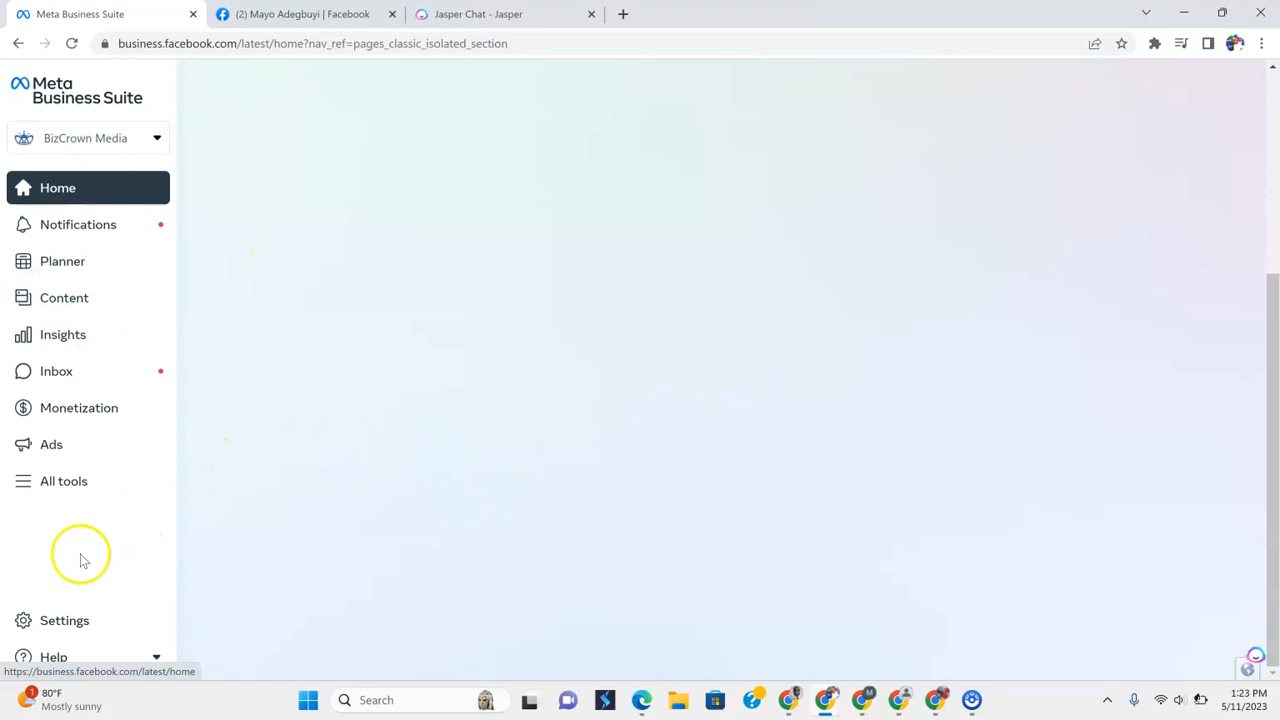 Meta Business Suite
(2) Mayo Adegbuyi | Facebook
Jasper Chat - Jasper
business.facebook.com/latest/home?nav_ref=pages_classic_isolated_section
Meta
Business Suite
BizCrown Media
Home
Notifications
Planner
Content
Insights
Inbox
Monetization
Ads
All tools
Settings
Help
https://business.facebook.com/latest/home
1
80°F
Mostly sunny
Search
M
1:23 PM
5/11/2023